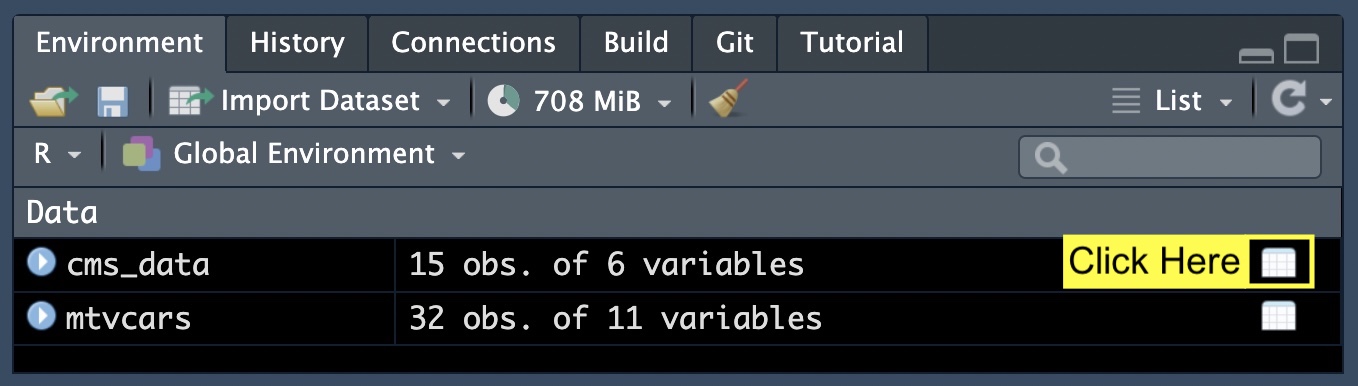 Environment History Connections Build Git Tutorial
Import Dataset 708 MiB List
R Global Environment
Data
cms_data 15 obs. of 6 variables Click Here
mtvcars 32 obs. of 11 variables